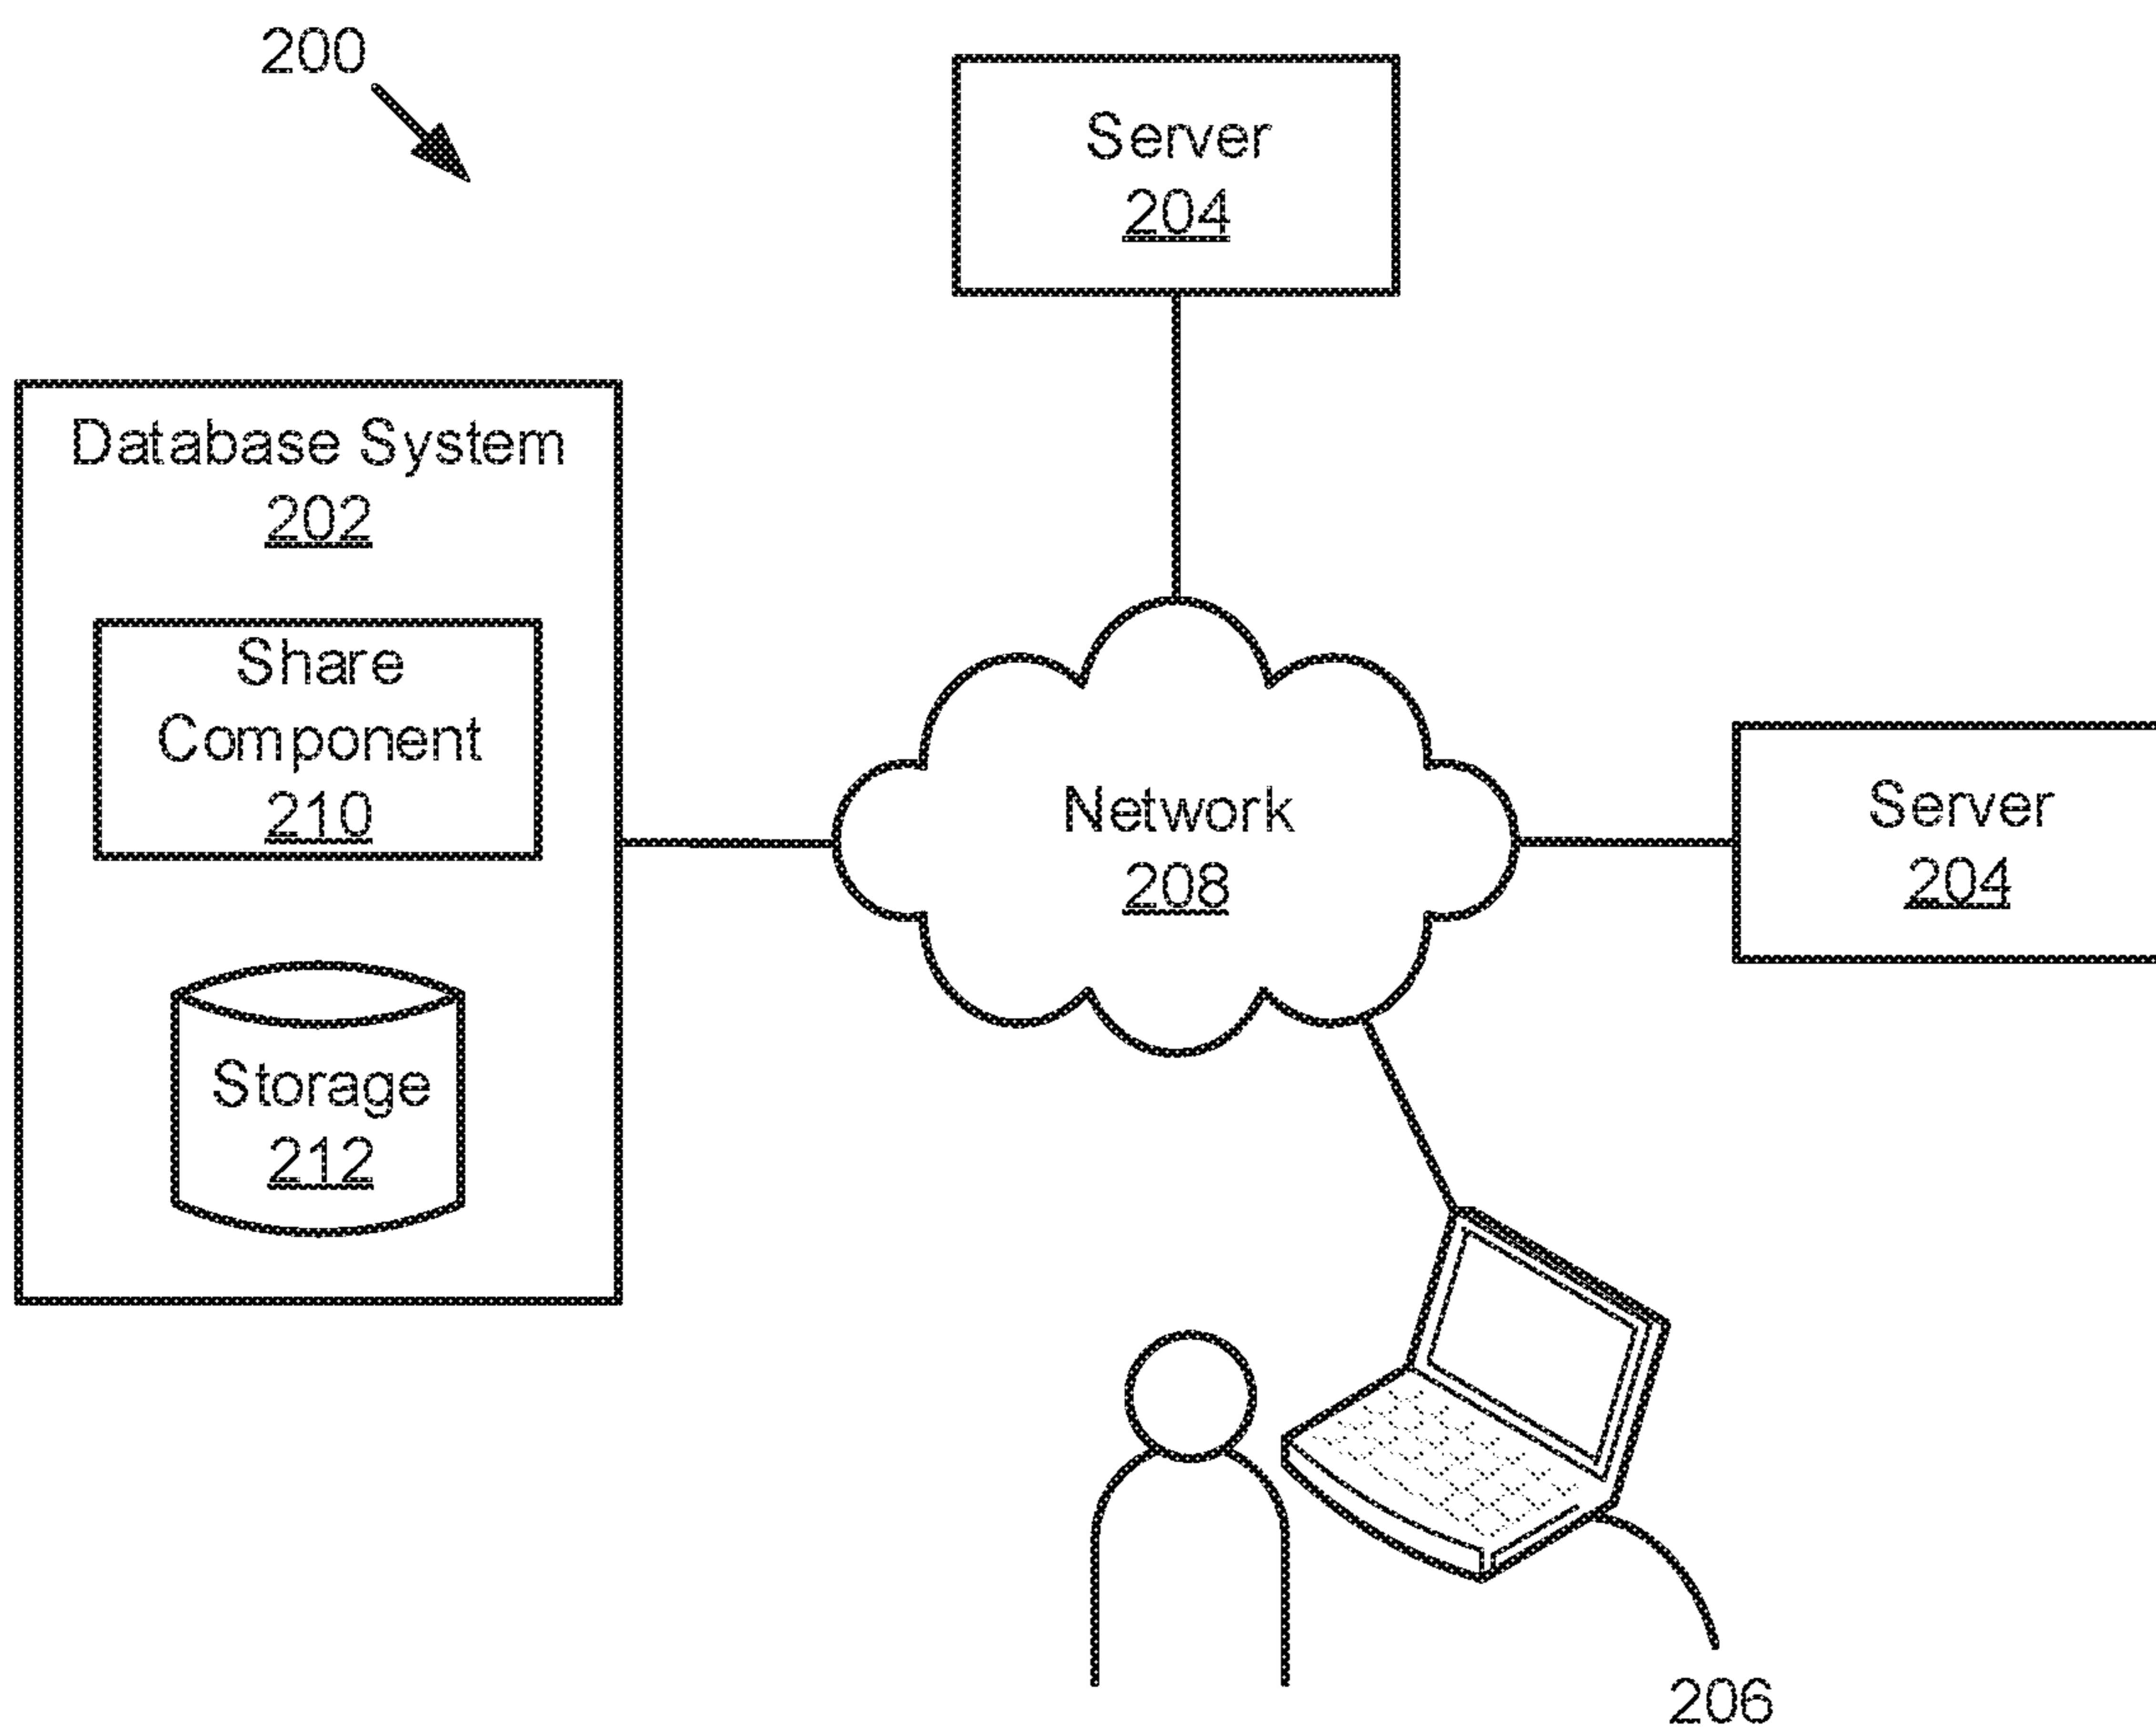 200
Server
204
Database System
202
Share
Component
210
Storage
212
Network
208
Server
204
206